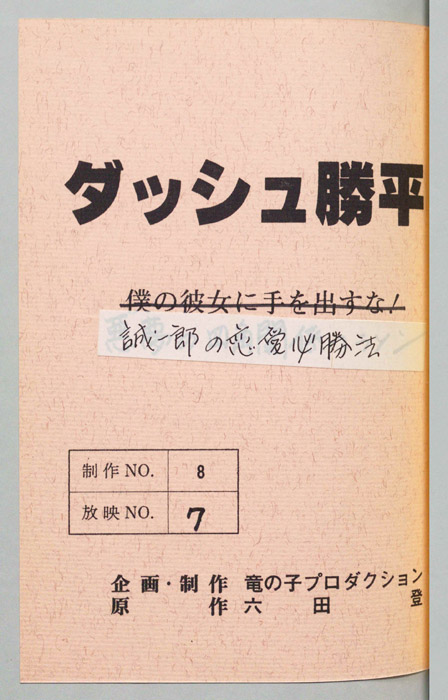 ダッシュ勝平
僕の彼女に手を出すな!
誠一郎の恋愛必勝法
制作NO. 8
放映NO. 7
企画・制作 竜の子プロダクション
原作 六田登